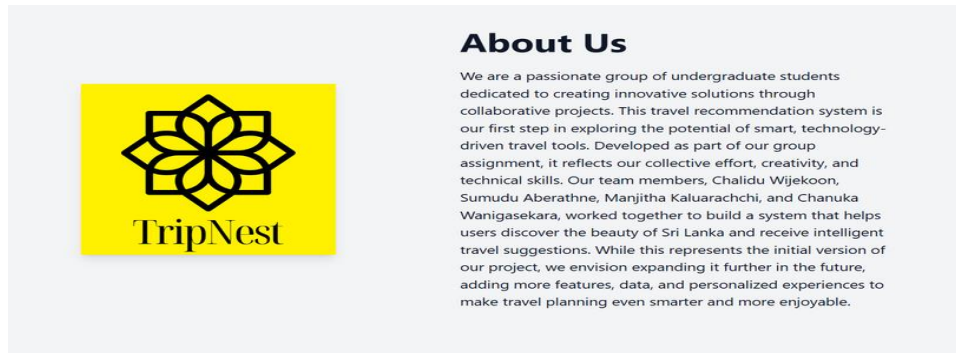 About Us
We are a passionate group of undergraduate students
dedicated to creating innovative solutions through
collaborative projects. This travel recommendation system is
our first step in exploring the potential of smart, technology-
driven travel tools. Developed as part of our group
assignment, it reflects our collective effort, creativity, and
technical skills. Our team members, Chalidu Wijekoon,
Sumudu Aberathne, Manjitha Kaluarachchi, and Chanuka
Wanigasekara, worked together to build a system that helps
users discover the beauty of Sri Lanka and receive intelligent
travel suggestions. While this represents the initial version of
our project, we envision expanding it further in the future,
adding more features, data, and personalized experiences to
make travel planning even smarter and more enjoyable.
TripNest